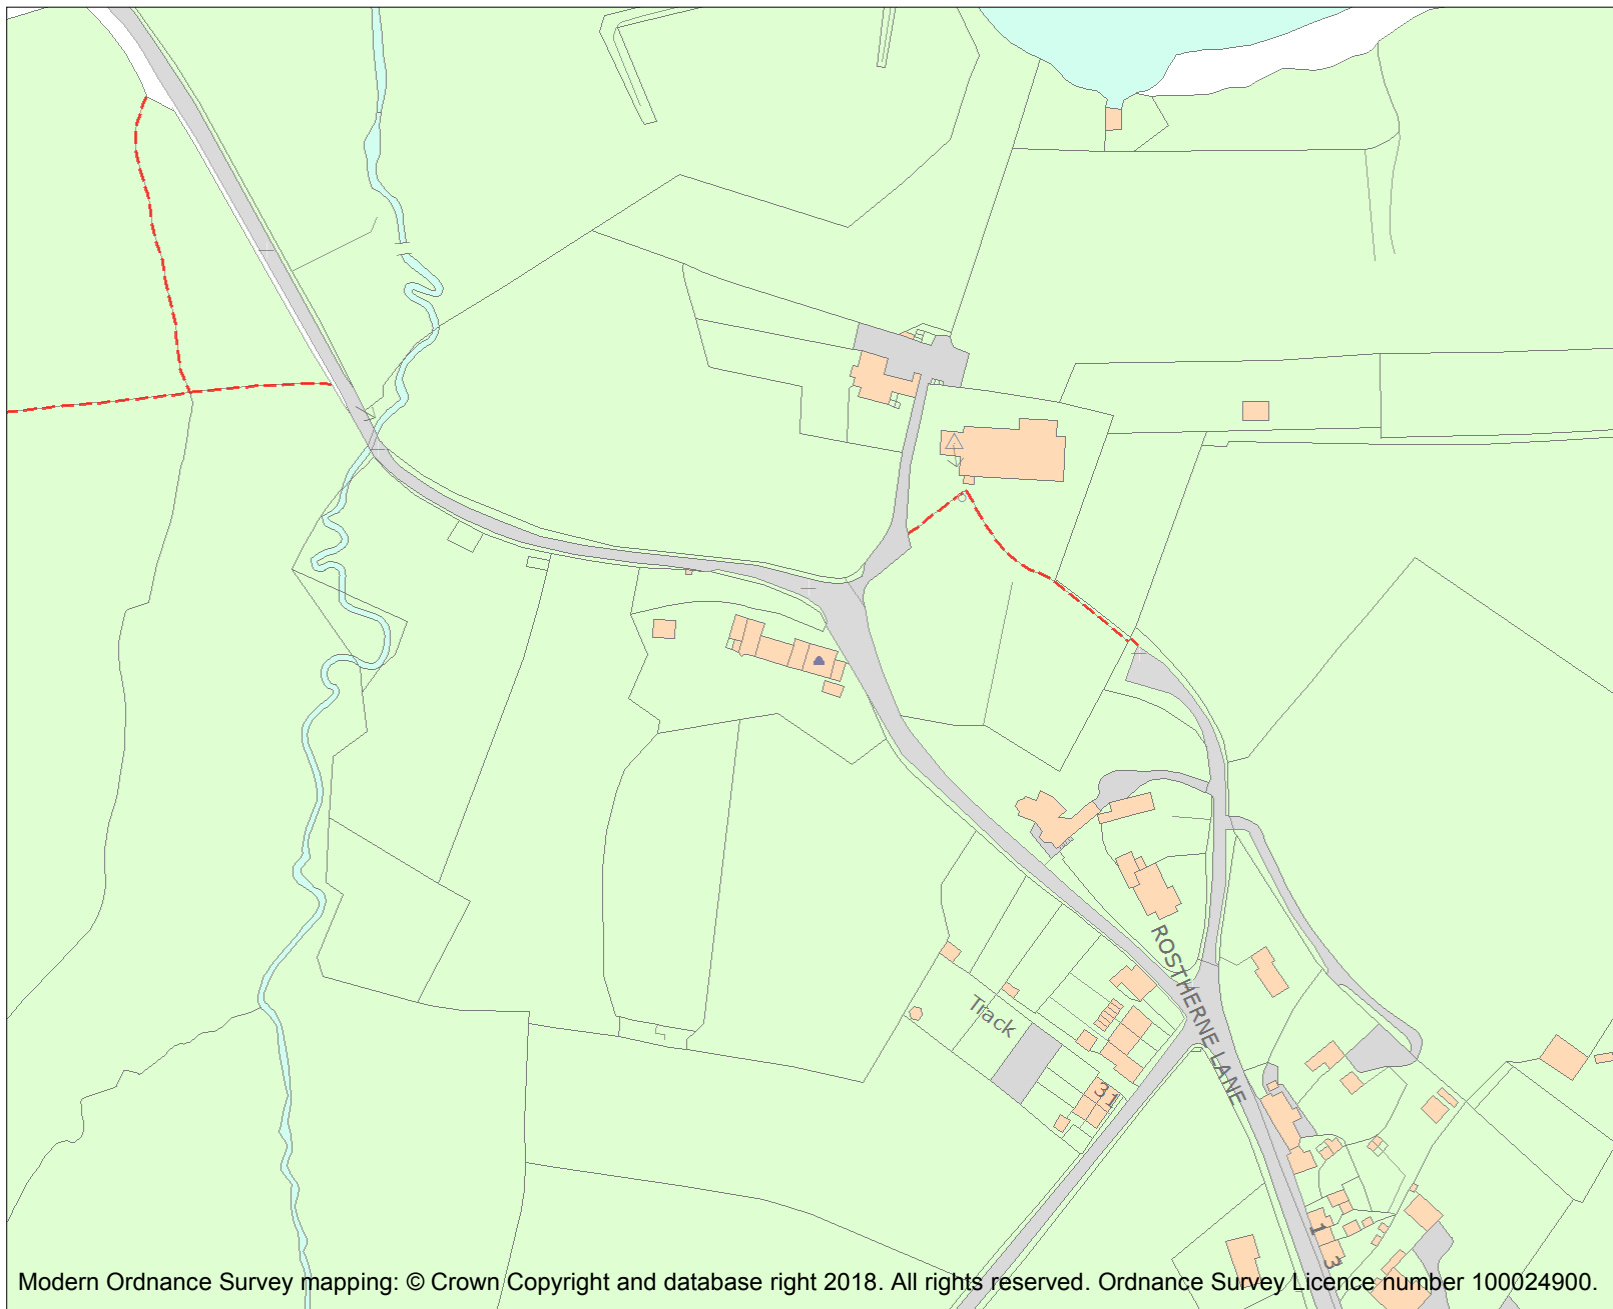 ROSTHERNE LANE
Track
31
1
3
Modern Ordnance Survey mapping: © Crown Copyright and database right 2018. All rights reserved. Ordnance Survey Licence number 100024900.